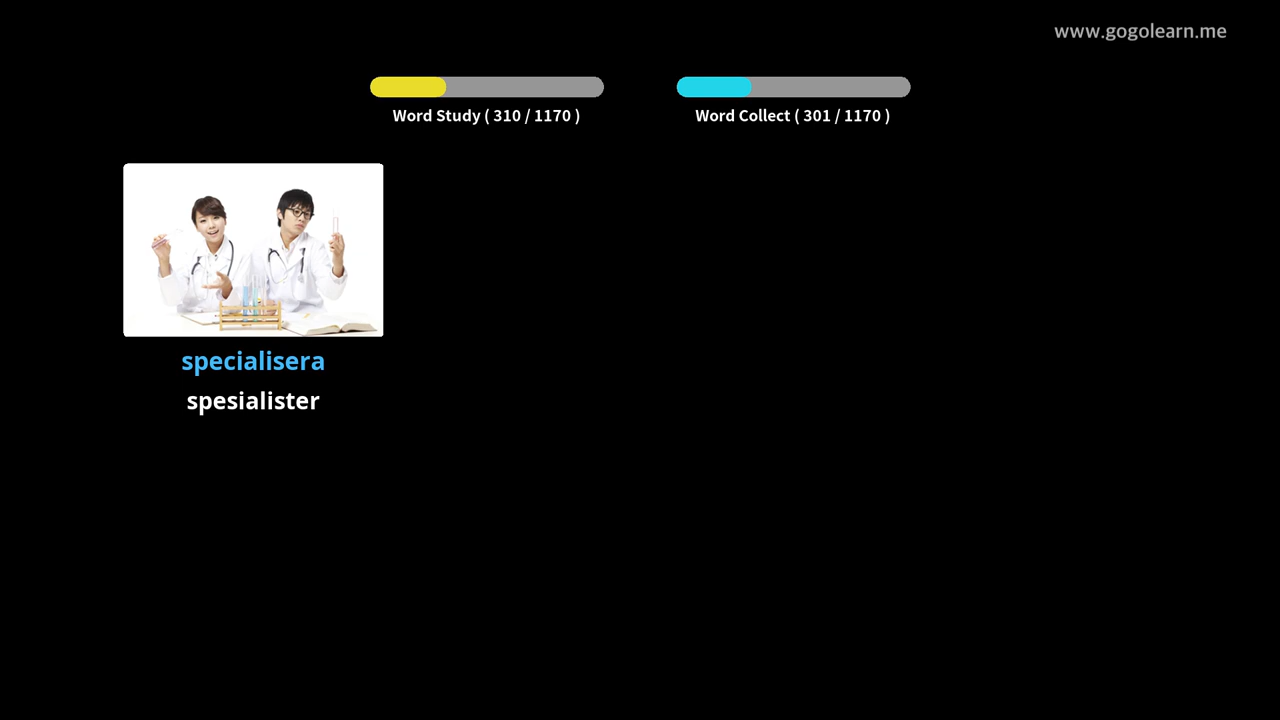 www.gogolearn.me
Word Study ( 310 / 1170 )
Word Collect ( 301 / 1170 )
specialisera
spesialister